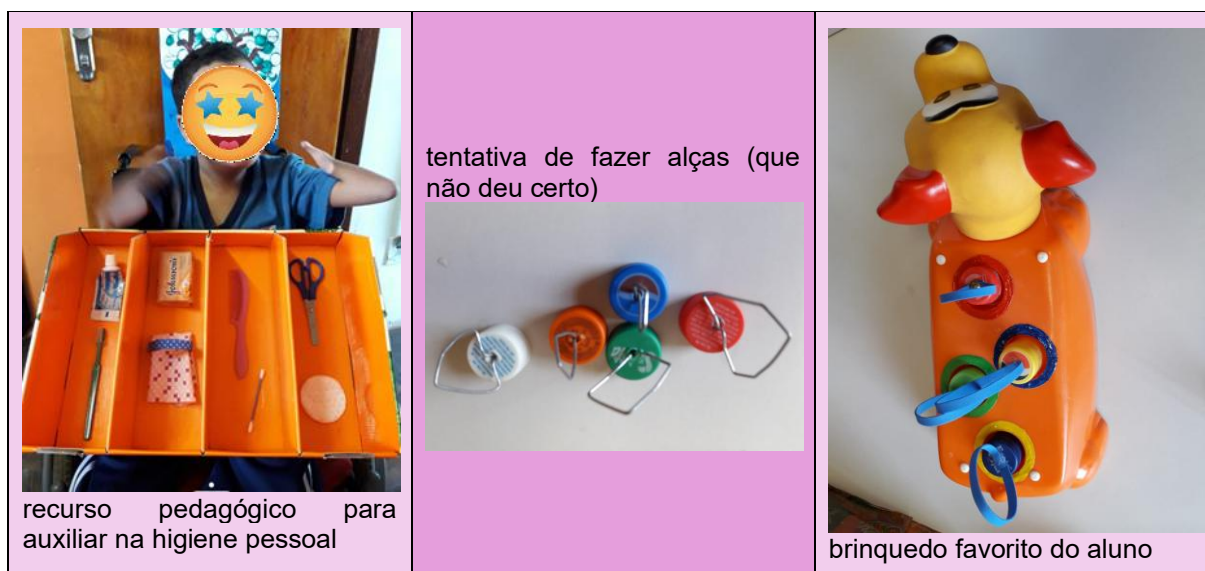 recurso pedagógico para
auxiliar na higiene pessoal
tentativa de fazer alças (que
não deu certo)
Johnson's
brinquedo favorito do aluno